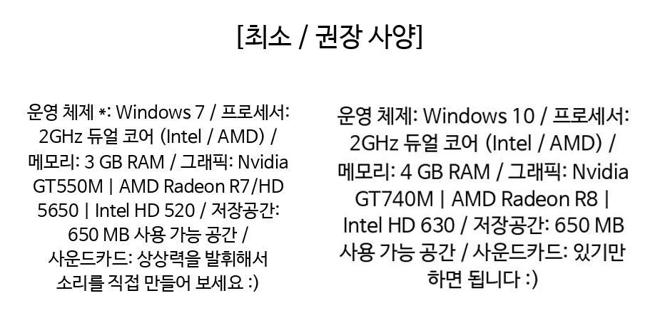 [최소 / 권장 사양]
운영 체제 *: Windows 7 / 프로세서:
2GHz 듀얼 코어 (Intel / AMD) /
메모리: 3 GB RAM / 그래픽: Nvidia
GT550M | AMD Radeon R7/HD
5650 | Intel HD 520 / 저장공간:
650 MB 사용 가능 공간 /
사운드카드: 상상력을 발휘해서
소리를 직접 만들어 보세요 :)
운영 체제: Windows 10 / 프로세서:
2GHz 듀얼 코어 (Intel / AMD) /
메모리: 4 GB RAM / 그래픽: Nvidia
GT740M | AMD Radeon R8 |
Intel HD 630 / 저장공간: 650 MB
사용 가능 공간 / 사운드카드: 있기만
하면 됩니다 :)